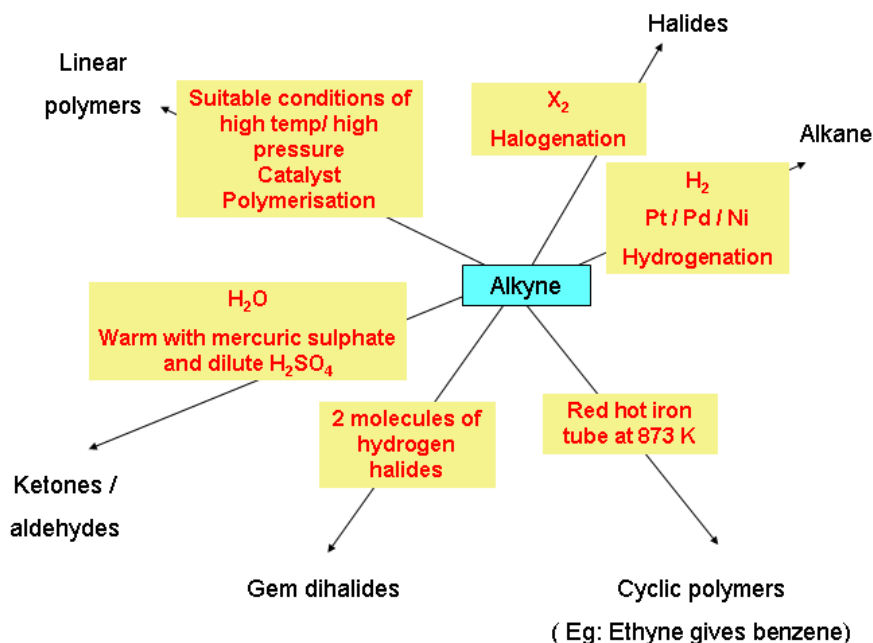 Halides
Linear
polymers
Suitable conditions of
high temp/ high
pressure
Catalyst
Polymerisation
X₂
Halogenation
Alkane
H₂
Pt / Pd / Ni
Hydrogenation
Alkyne
H₂O
Warm with mercuric sulphate
and dilute H₂SO₄
2 molecules of
hydrogen
halides
Red hot iron
tube at 873 K
Ketones /
aldehydes
Gem dihalides
Cyclic polymers
( Eg: Ethyne gives benzene)